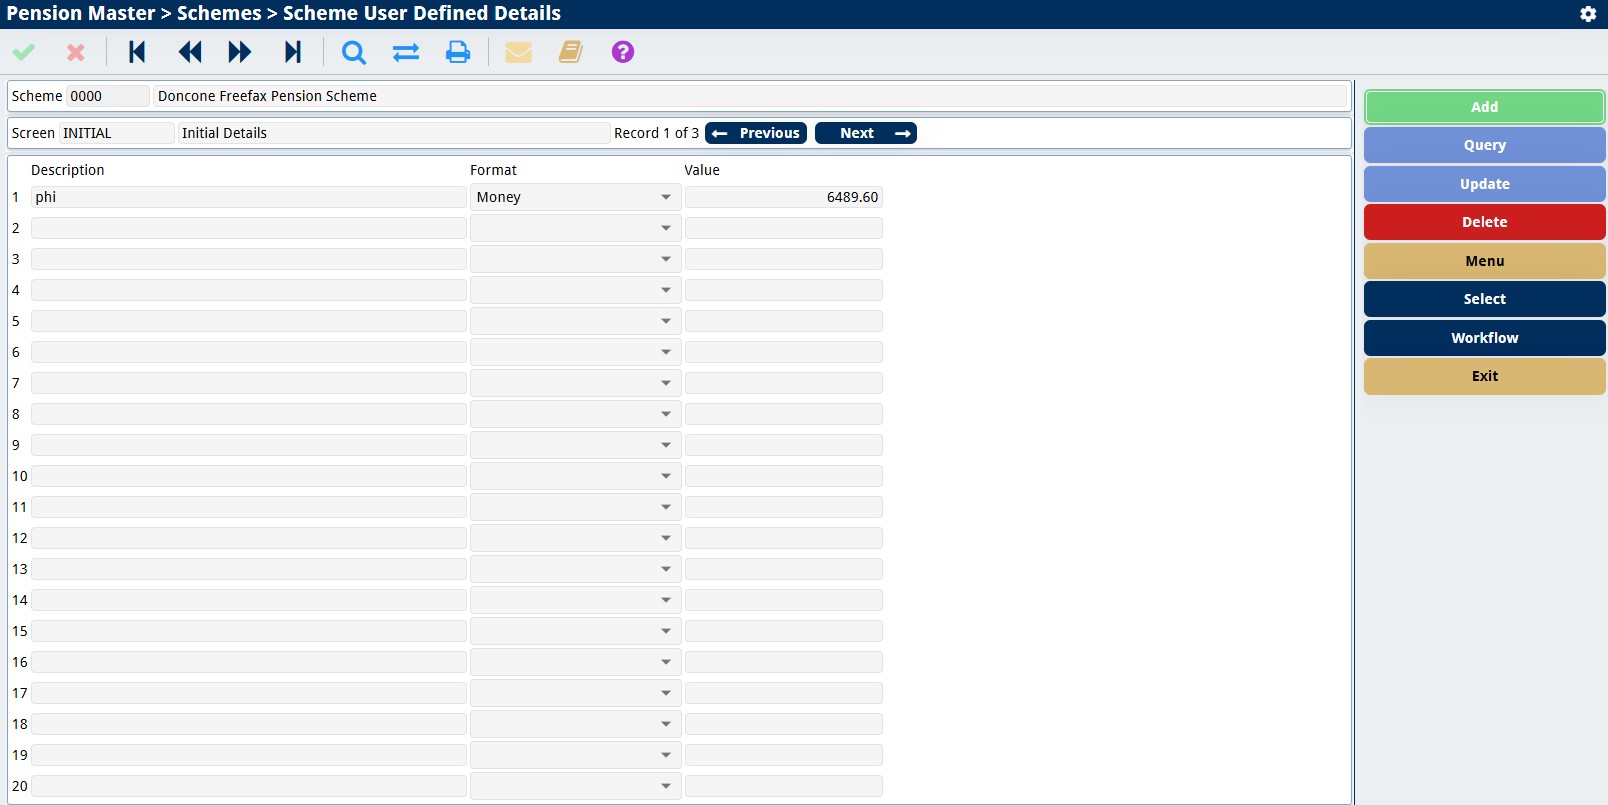 Pension Master > Schemes > Scheme User Defined Details
?
Scheme 0000 Doncone Freefax Pension Scheme
Screen INITIAL Initial Details Record 1 of 3 Previous Next
Description Format Value
1 phi Money 6489.60
2
3
4
5
6
7
8
9
10
11
12
13
14
15
16
17
18
19
20
Add
Query
Update
Delete
Menu
Select
Workflow
Exit